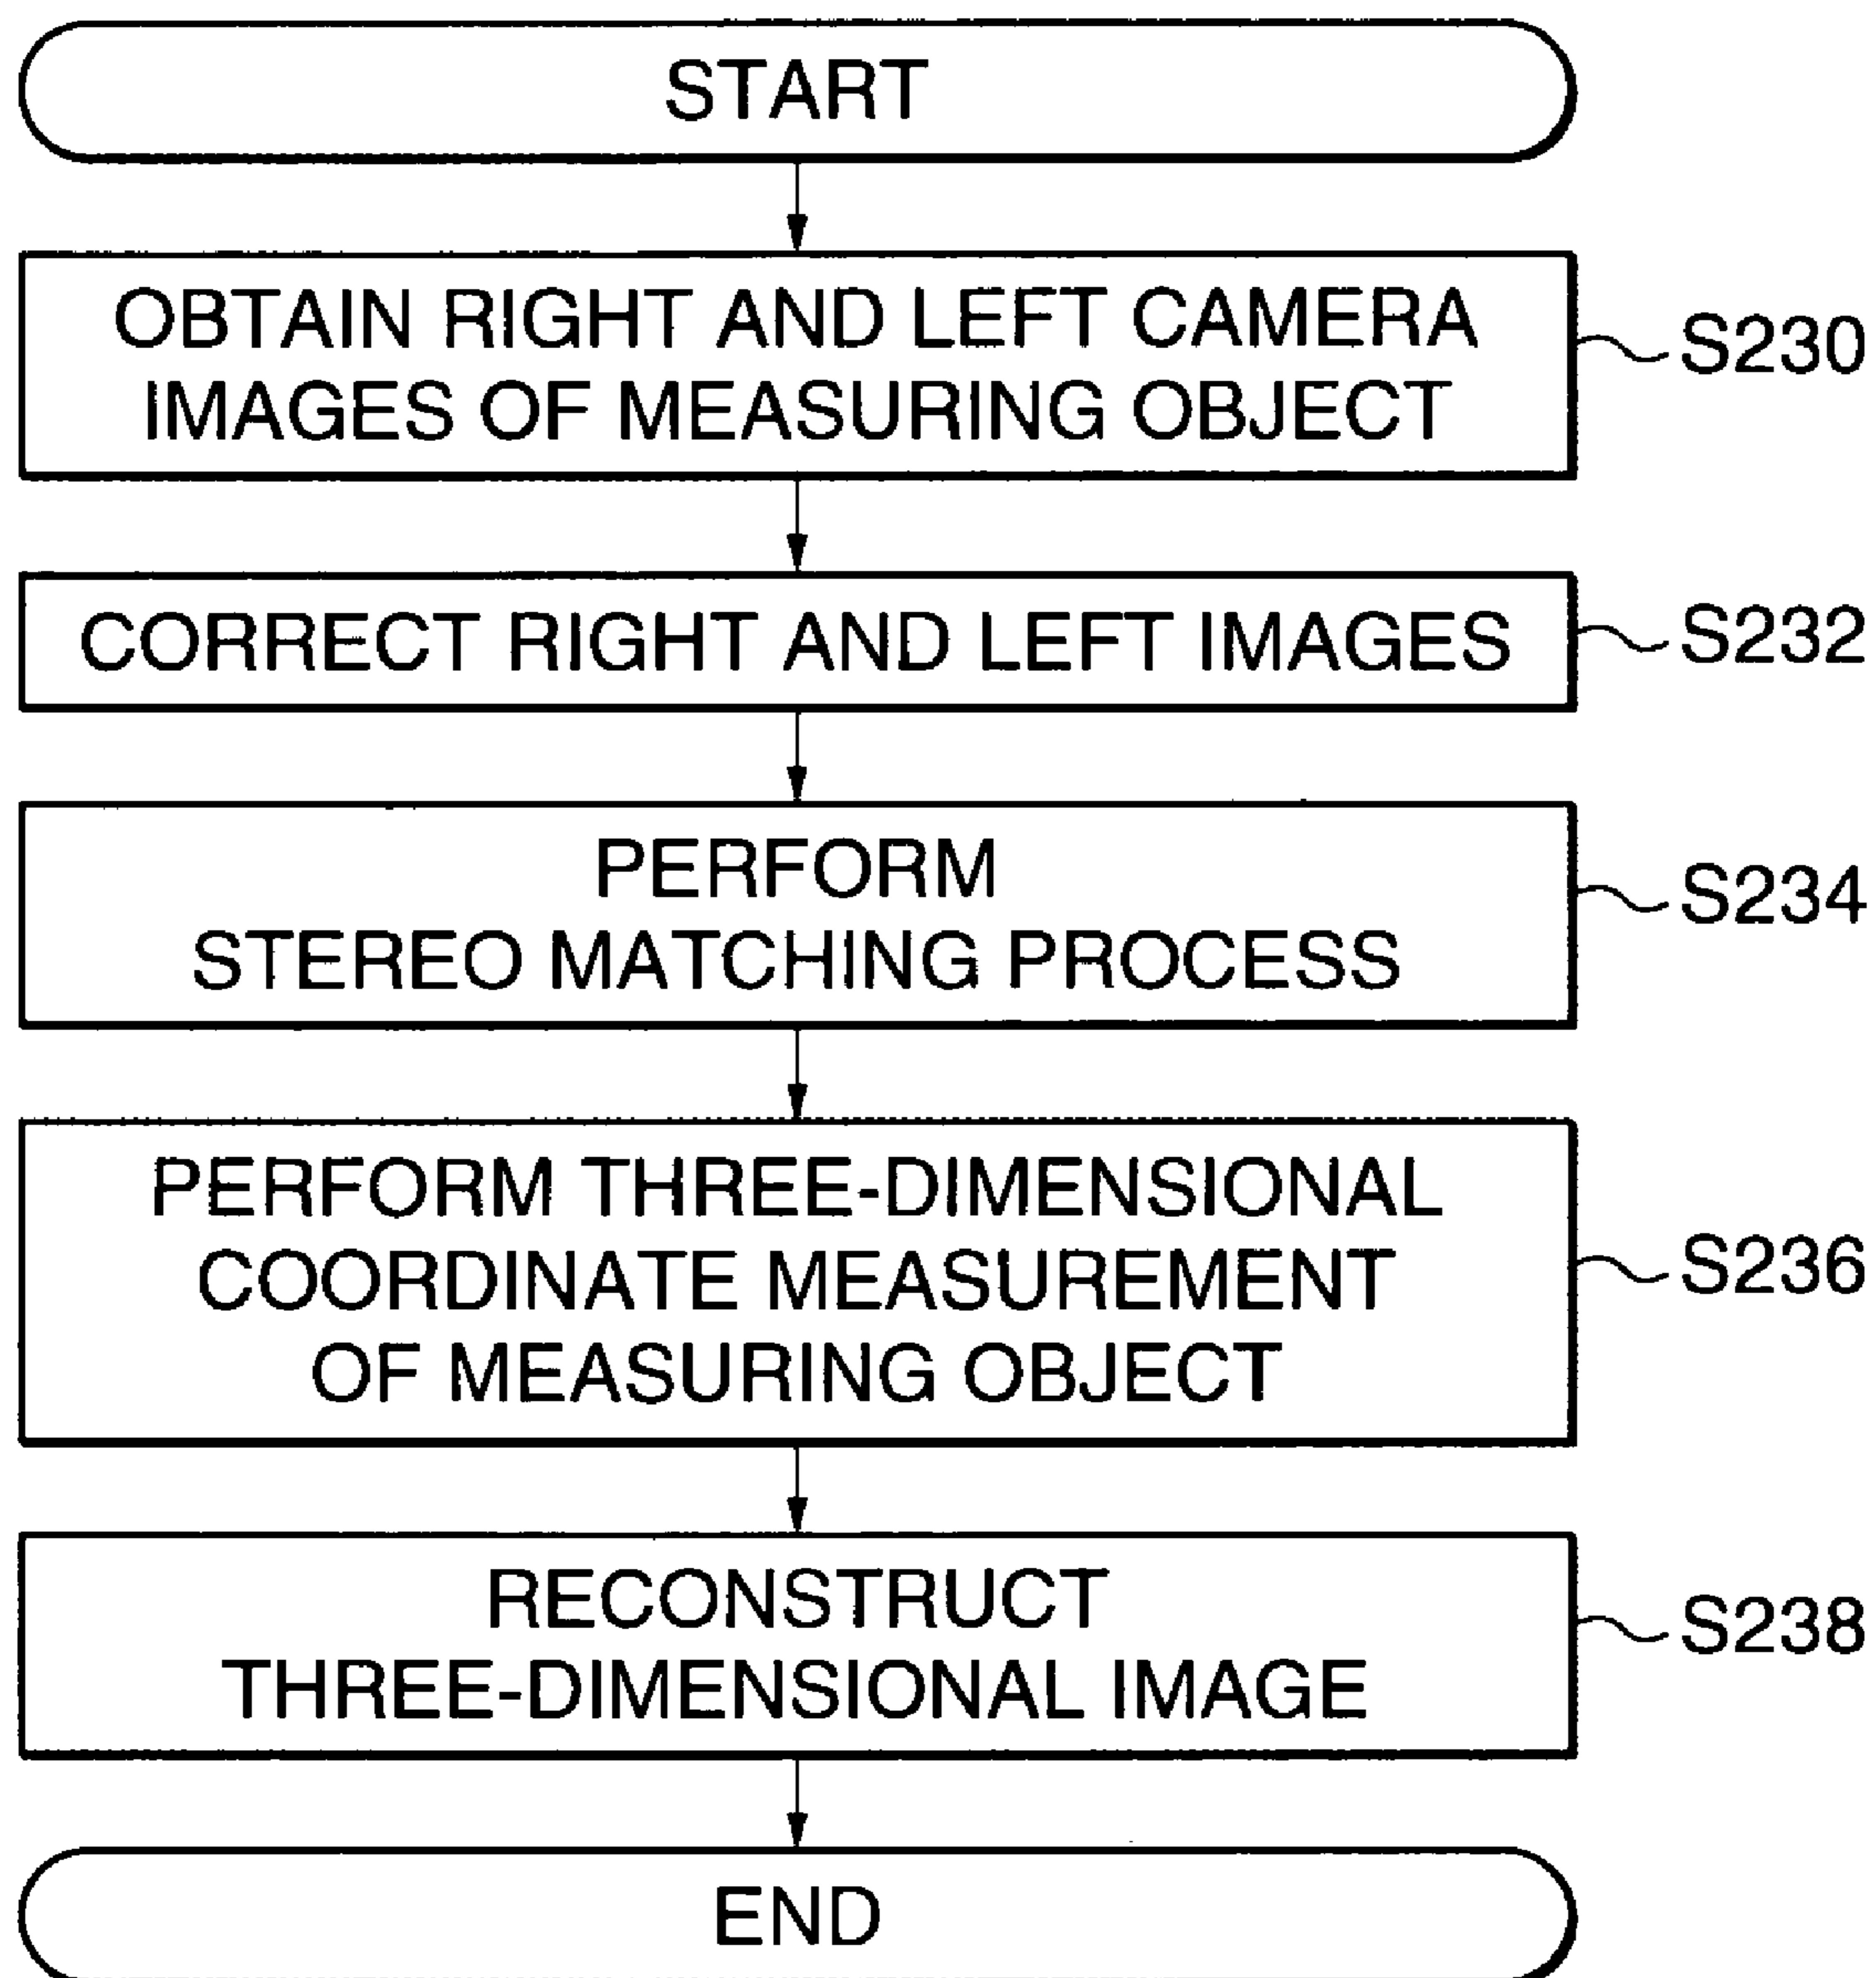 START
OBTAIN RIGHT AND LEFT CAMERA
IMAGES OF MEASURING OBJECT
S230
CORRECT RIGHT AND LEFT IMAGES
S232
PERFORM
STEREO MATCHING PROCESS
S234
PERFORM THREE-DIMENSIONAL
COORDINATE MEASUREMENT
OF MEASURING OBJECT
S236
RECONSTRUCT
THREE-DIMENSIONAL IMAGE
S238
END